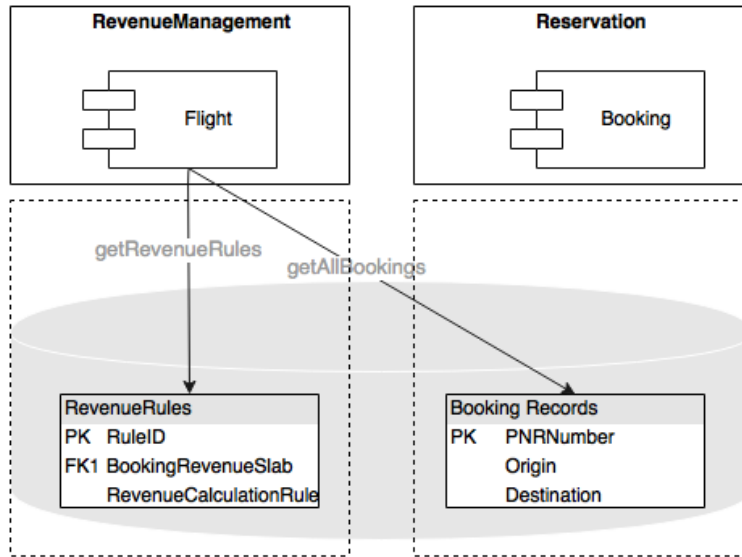 RevenueManagement
Reservation
Flight
Booking
getRevenueRules
getAllBookings
RevenueRules
PK RuleID
FK1 BookingRevenueSlab
RevenueCalculationRule
Booking Records
PK PNRNumber
Origin
Destination